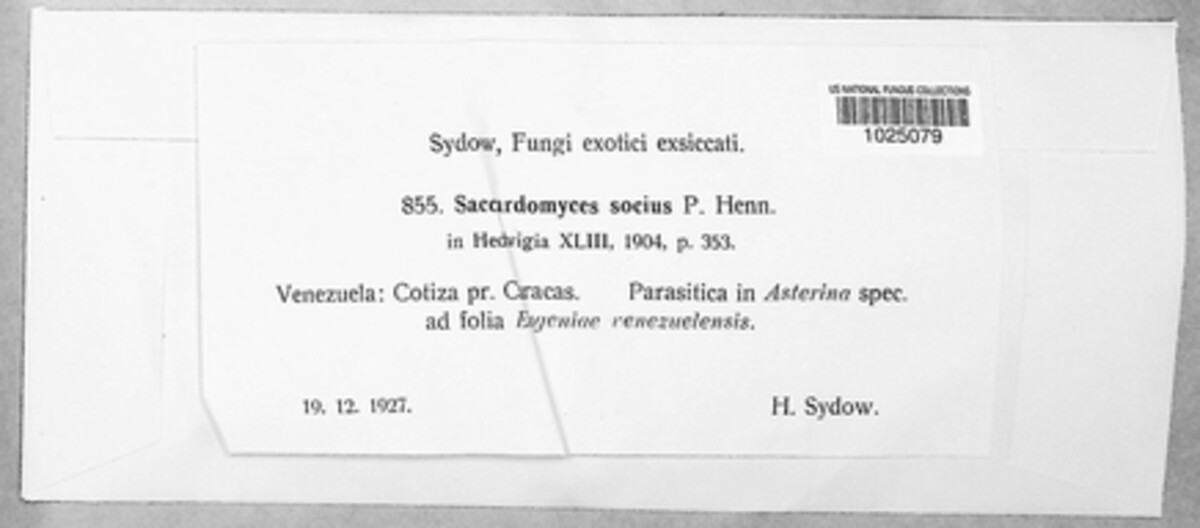 US NATIONAL FUNGUS COLLECTIONS
1025079
Sydow, Fungi exotici exsiccati.
855. Saccardomyces socius P. Henn.
in Hedwigia XLIII, 1904, p. 353.
Venezuela: Cotiza pr. Caracas. Parasitica in Asterina spec.
ad folia Eugeniae venezuelensis.
19. 12. 1927.
H. Sydow.